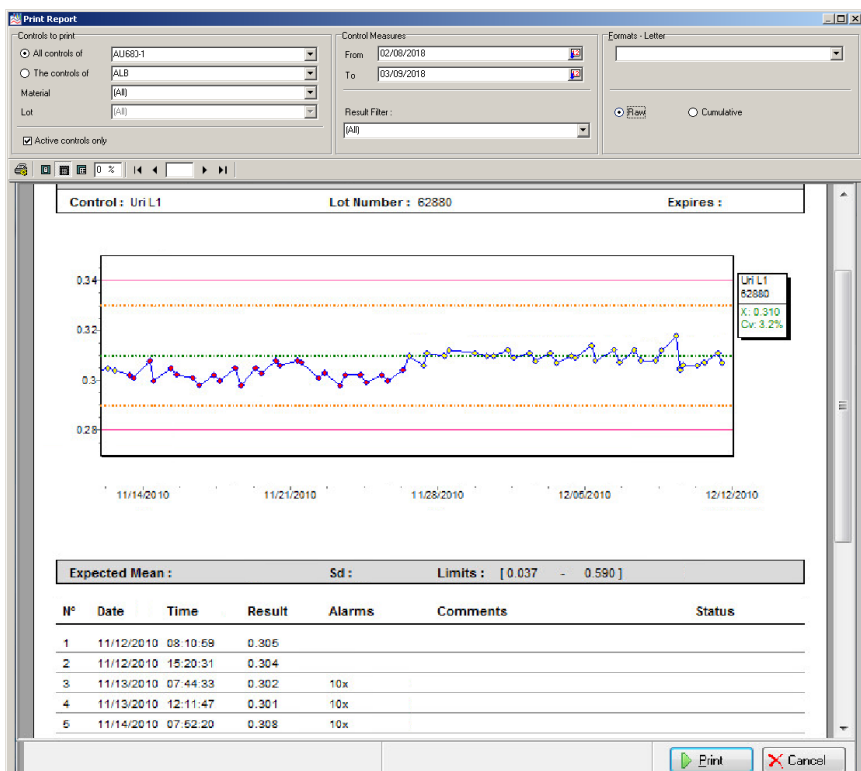 Print Report
Controls to print
All controls of AU680-1
The controls of ALB
Material (All)
Lot (All)
Active controls only
Control Measures
From 02/08/2018
To 03/09/2018
Result Filter :
(All)
Formats - Letter
Raw Cumulative
0 %
Control : Uri L1 Lot Number : 62880 Expires :
0.34
0.32
0.3
0.28
Uri L1
62880
X: 0.310
Cv: 3.2%
11/14/2010 11/21/2010 11/28/2010 12/05/2010 12/12/2010
Expected Mean : Sd : Limits : [ 0.037 - 0.590 ]
N° Date Time Result Alarms Comments Status
1 11/12/2010 08:10:59 0.305
2 11/12/2010 15:20:31 0.304
3 11/13/2010 07:44:33 0.302 10x
4 11/13/2010 12:11:47 0.301 10x
5 11/14/2010 07:52:20 0.308 10x
Print Cancel